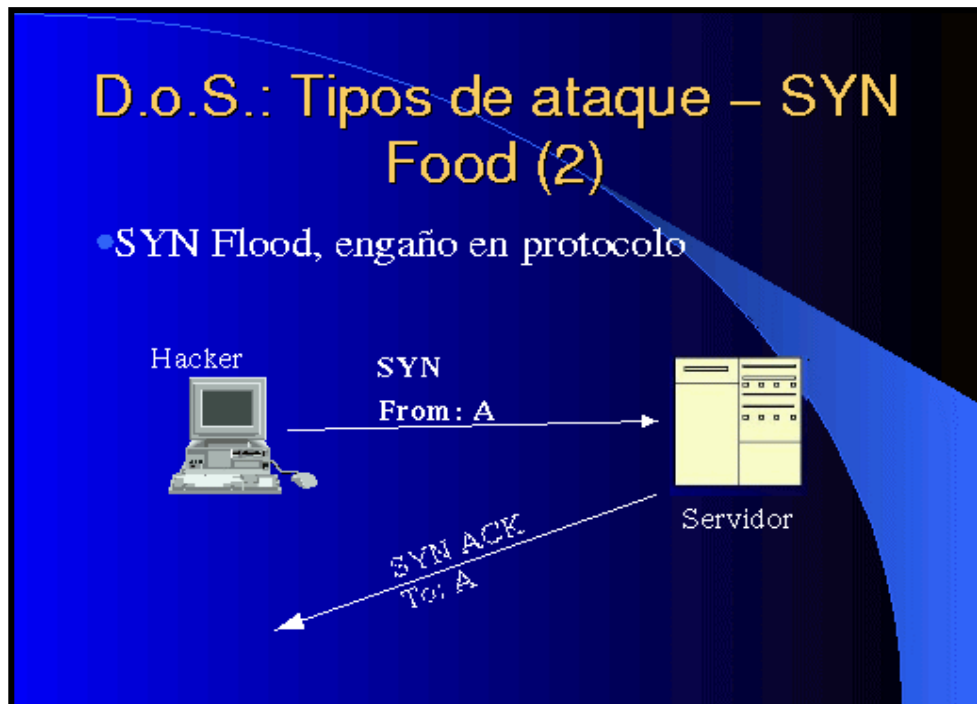 D.o.S.: Tipos de ataque – SYN
Food (2)
SYN Flood, engaño en protocolo
Hacker
SYN
From: A
Servidor
SYN ACK
To: A